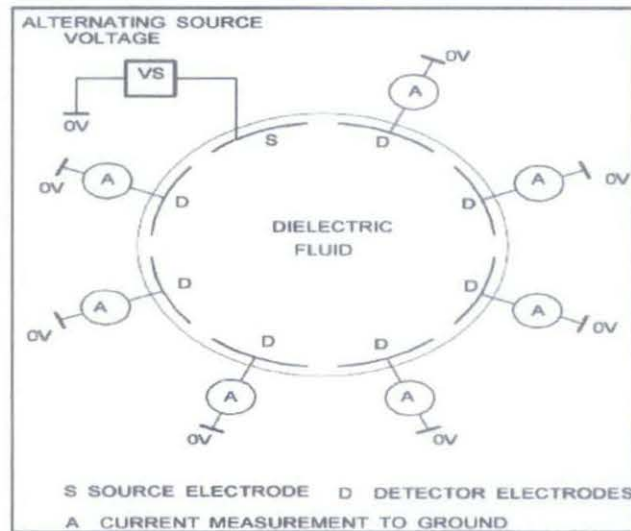 ALTERNATING SOURCE
VOLTAGE
VS
0V
0V
A
S
D
0V
A
D
D
A
0V
DIELECTRIC
FLUID
0V
A
D
D
A
0V
D
D
A
A
0V
0V
S SOURCE ELECTRODE D DETECTOR ELECTRODES
A CURRENT MEASUREMENT TO GROUND